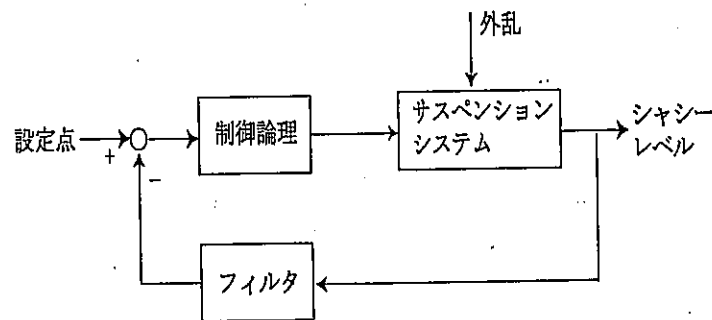 外乱
設定点
+
−
制御論理
サスペンション
システム
シャシー
レベル
フィルタ